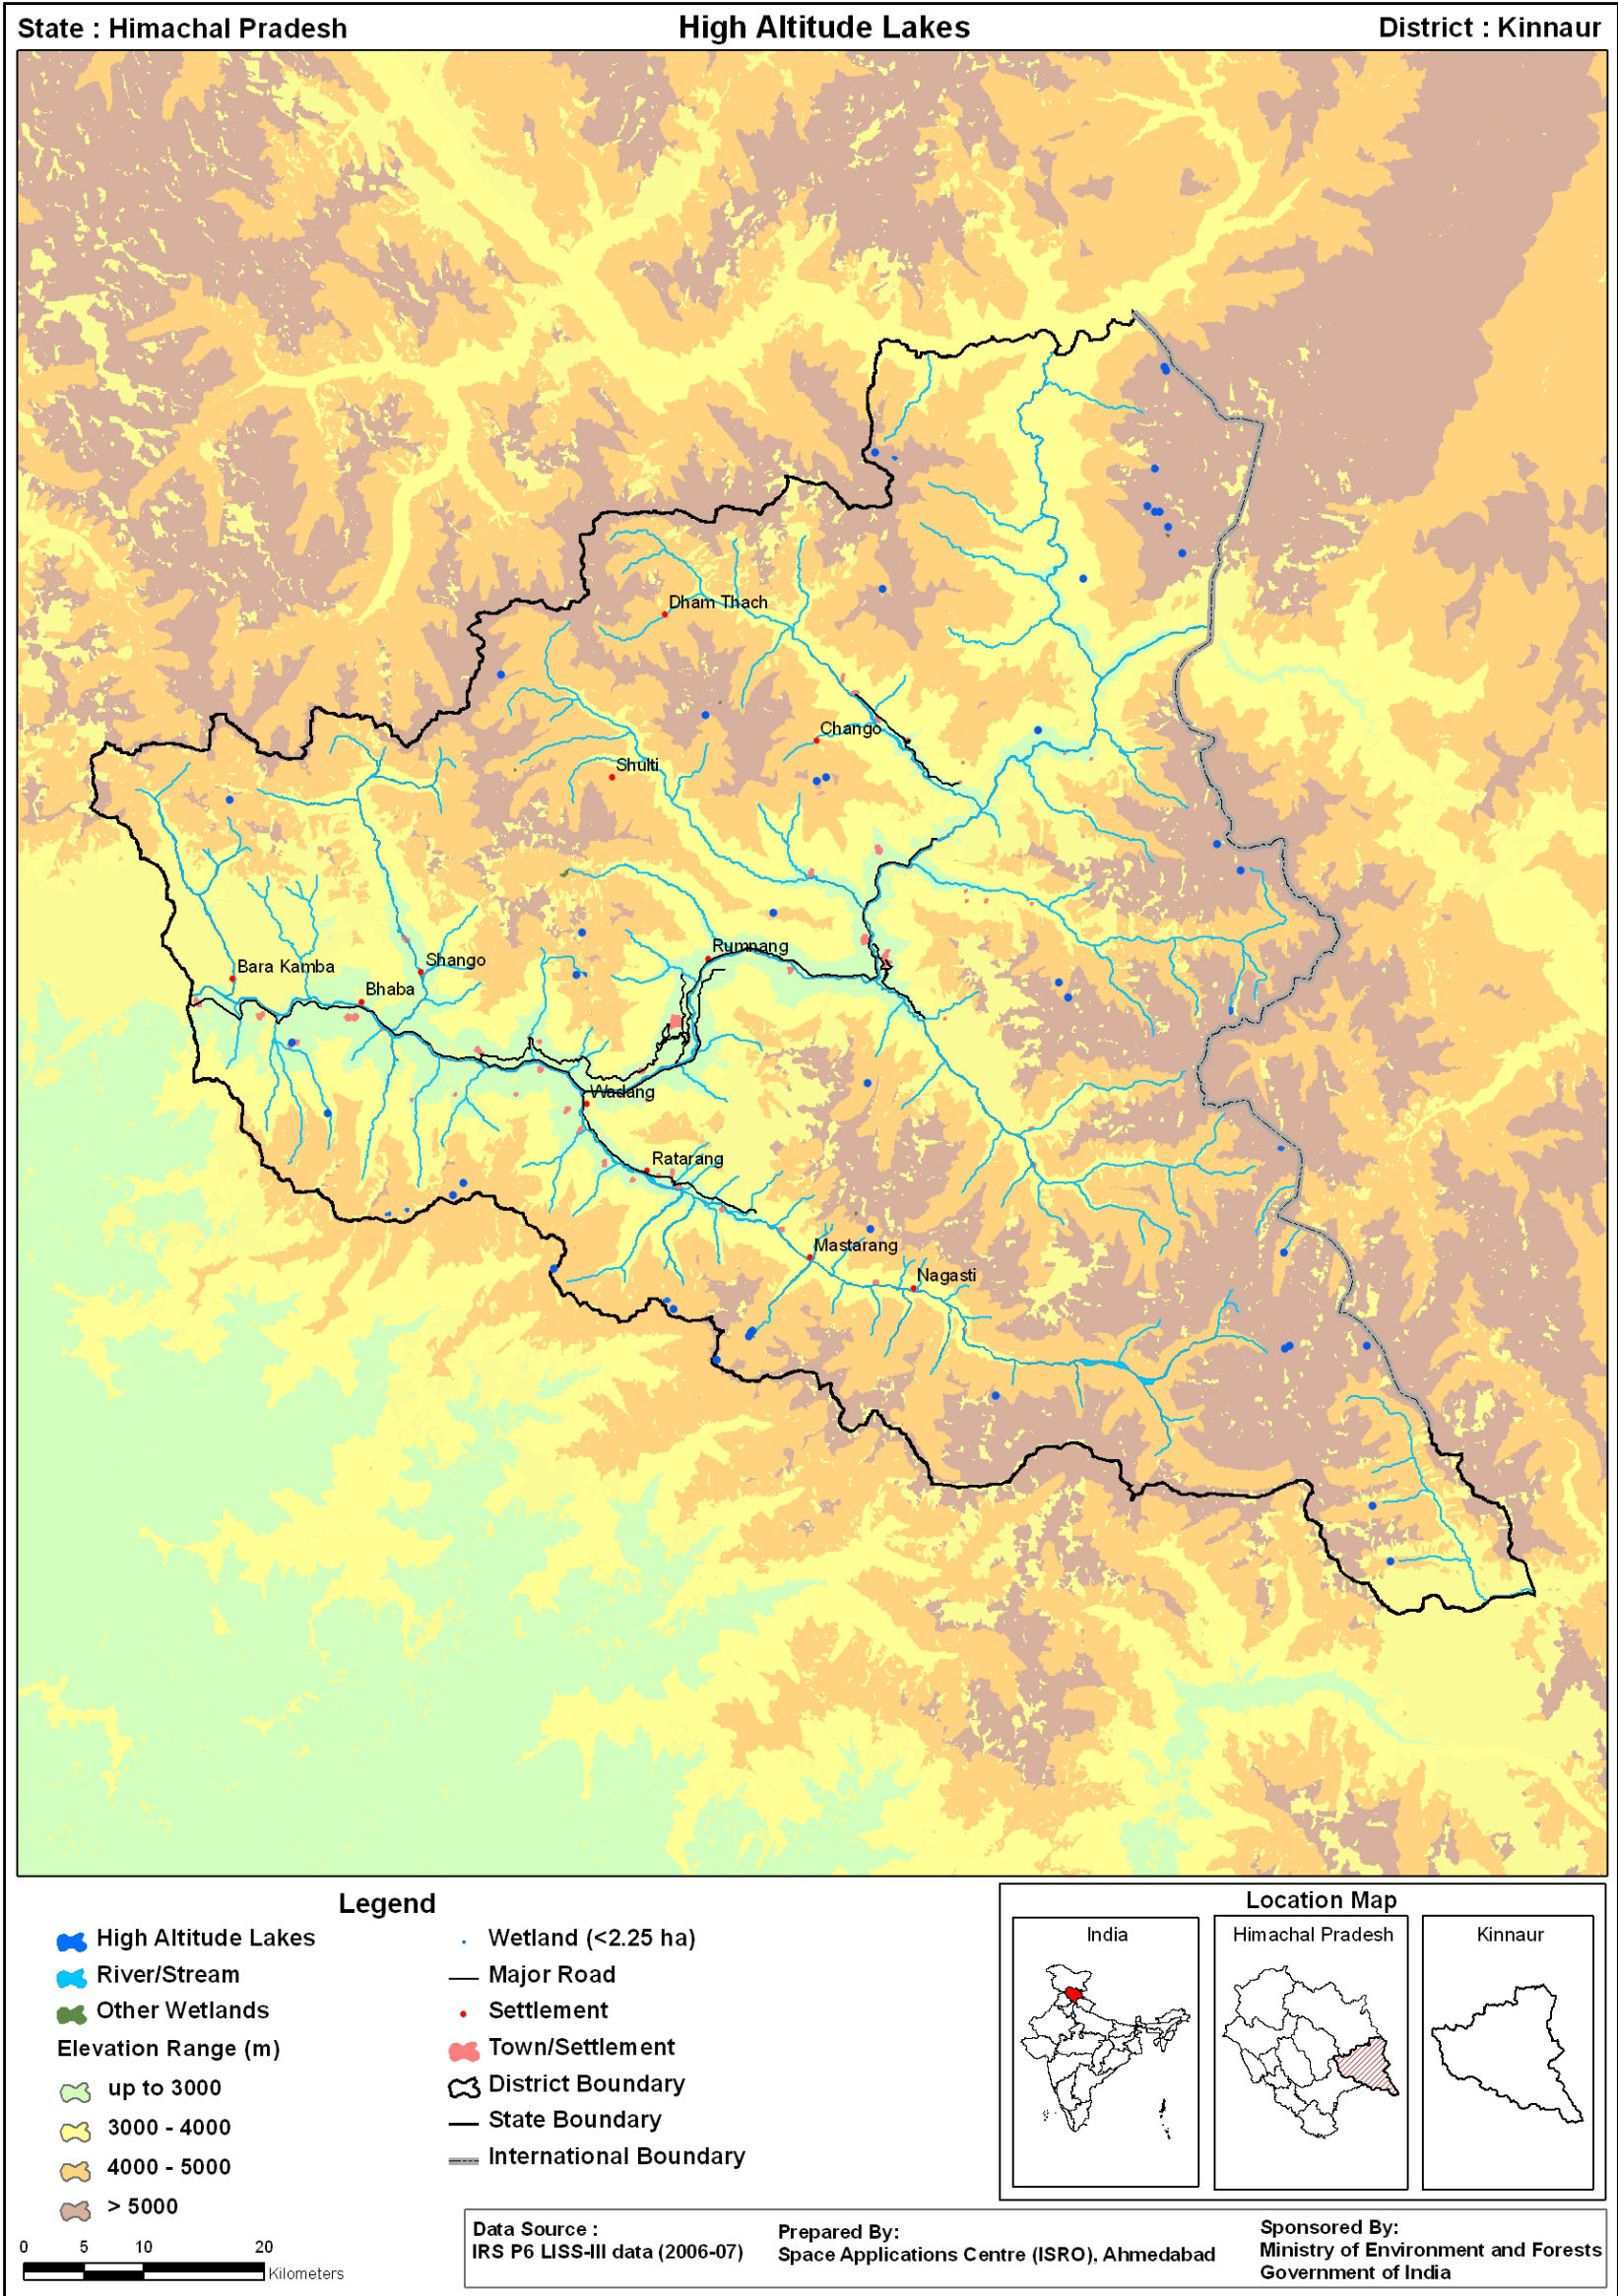 State : Himachal Pradesh
High Altitude Lakes
District : Kinnaur
Dham Thach
Chango
Shulti
Rumnang
Shango
Bara Kamba
Bhaba
Wadang
Ratarang
Mastarang
Nagasti
Legend
High Altitude Lakes
River/Stream
Other Wetlands
Elevation Range (m)
up to 3000
3000 - 4000
4000 - 5000
> 5000
Wetland (<2.25 ha)
Major Road
Settlement
Town/Settlement
District Boundary
State Boundary
International Boundary
0 5 10 20
Kilometers
Location Map
India
Himachal Pradesh
Kinnaur
Data Source :
IRS P6 LISS-III data (2006-07)
Prepared By:
Space Applications Centre (ISRO), Ahmedabad
Sponsored By:
Ministry of Environment and Forests
Government of India